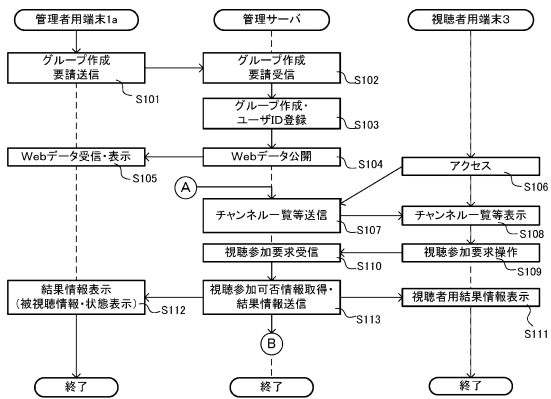 管理者用端末1a
管理サーバ
視聴者用端末3
グループ作成
要請送信
S101
グループ作成
要請受信
S102
グループ作成・
ユーザID登録
S103
Webデータ受信・表示
S105
Webデータ公開
S104
アクセス
S106
A
チャンネル一覧等送信
S107
チャンネル一覧等表示
S108
視聴参加要求受信
S110
視聴参加要求操作
S109
結果情報表示
(被視聴情報・状態表示)
S112
視聴参加可否情報取得・
結果情報送信
S113
視聴者用結果情報表示
S111
B
終了
終了
終了